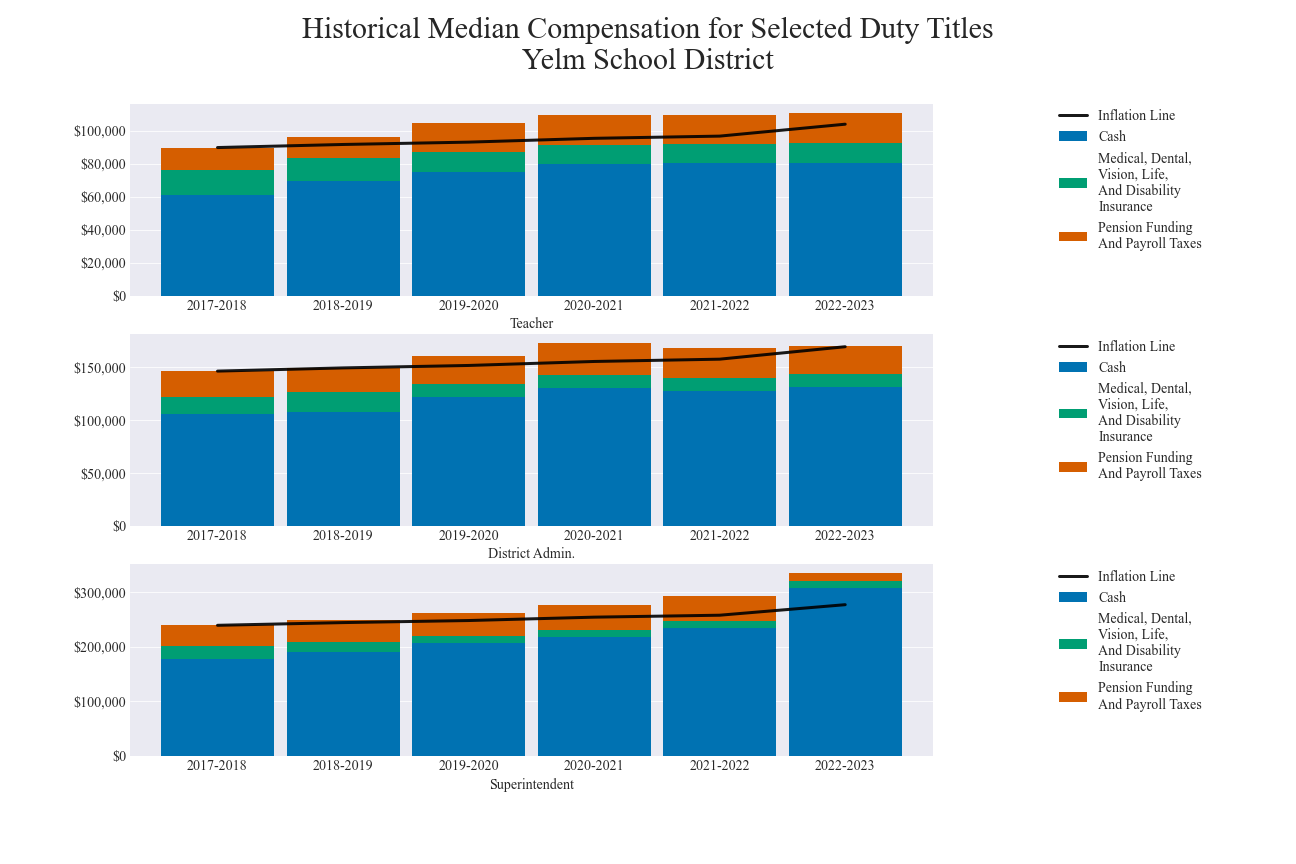 Historical Median Compensation for Selected Duty Titles
Yelm School District
$100,000
$80,000
$60,000
$40,000
$20,000
$0
2017-2018 2018-2019 2019-2020 2020-2021 2021-2022 2022-2023
Teacher
Inflation Line
Cash
Medical, Dental,
Vision, Life,
And Disability
Insurance
Pension Funding
And Payroll Taxes
$150,000
$100,000
$50,000
$0
2017-2018 2018-2019 2019-2020 2020-2021 2021-2022 2022-2023
District Admin.
Inflation Line
Cash
Medical, Dental,
Vision, Life,
And Disability
Insurance
Pension Funding
And Payroll Taxes
$300,000
$200,000
$100,000
$0
2017-2018 2018-2019 2019-2020 2020-2021 2021-2022 2022-2023
Superintendent
Inflation Line
Cash
Medical, Dental,
Vision, Life,
And Disability
Insurance
Pension Funding
And Payroll Taxes